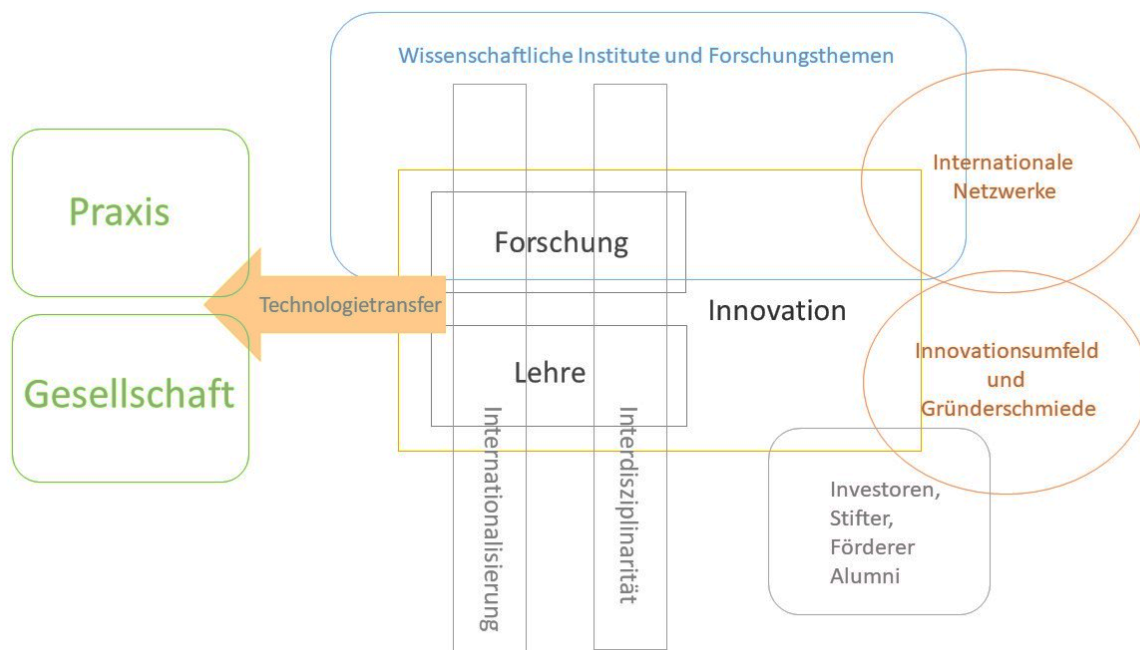 Wissenschaftliche Institute und Forschungsthemen
Internationale
Netzwerke
Praxis
Forschung
Technologietransfer
Innovation
Innovationsumfeld
und
Gründerschmiede
Lehre
Gesellschaft
Internationalisierung
Interdisziplinarität
Investoren,
Stifter,
Förderer
Alumni